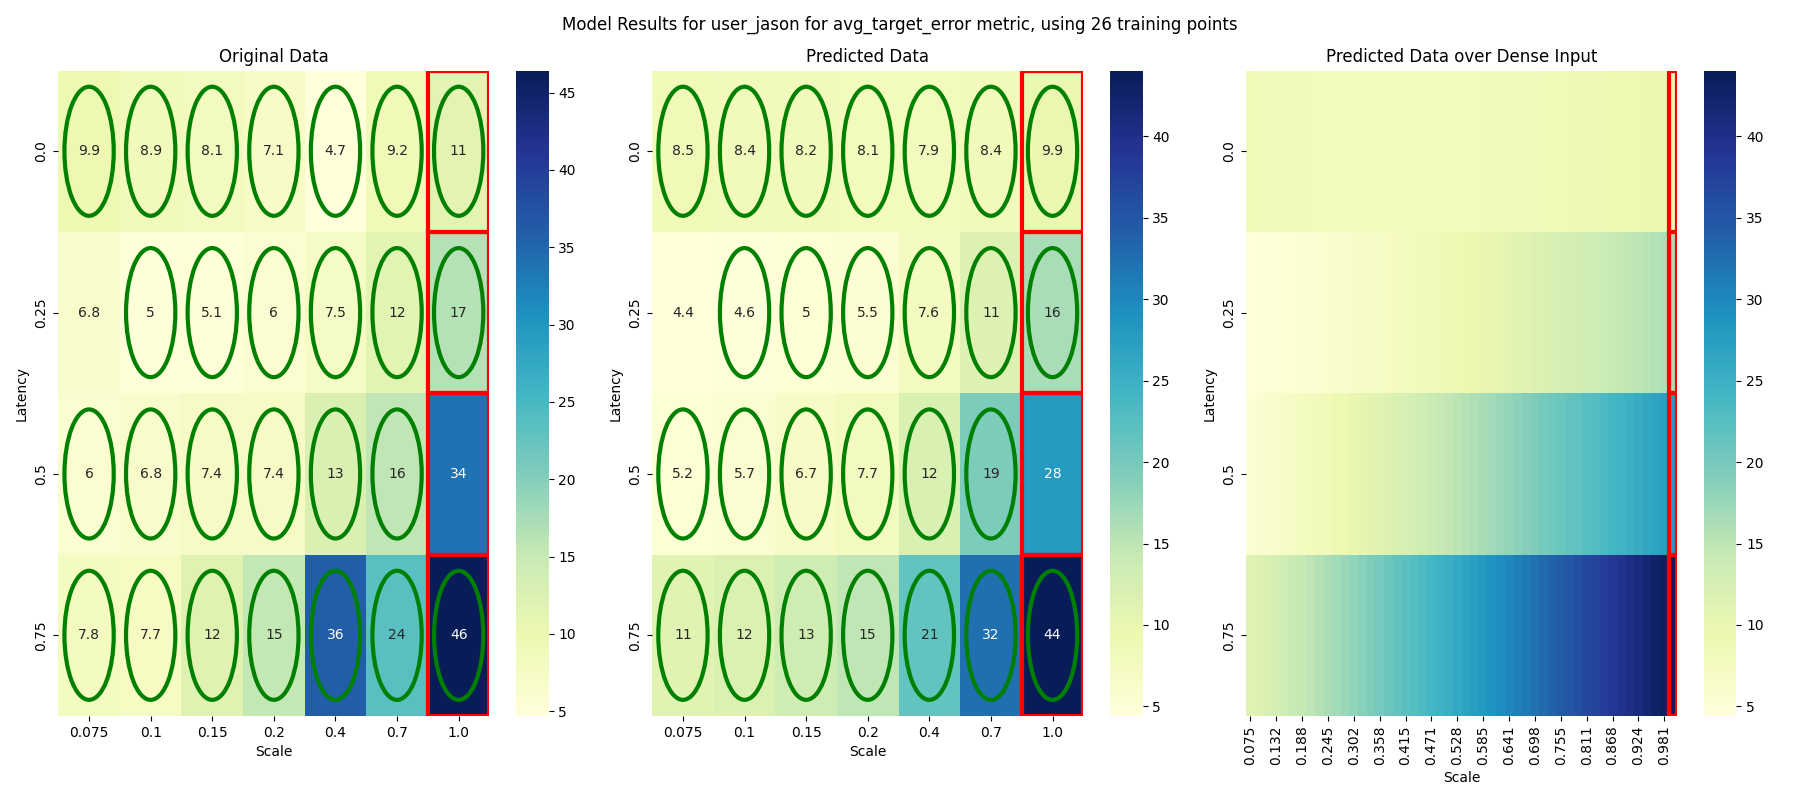 Model Results for user_jason for avg_target_error metric, using 26 training points
Original Data
Latency
0.0 9.9 8.9 8.1 7.1 4.7 9.2 11
0.25 6.8 5 5.1 6 7.5 12 17
0.5 6 6.8 7.4 7.4 13 16 34
0.75 7.8 7.7 12 15 36 24 46
0.075 0.1 0.15 0.2 0.4 0.7 1.0
Scale
45
40
35
30
25
20
15
10
5
Predicted Data
Latency
0.0 8.5 8.4 8.2 8.1 7.9 8.4 9.9
0.25 4.4 4.6 5 5.5 7.6 11 16
0.5 5.2 5.7 6.7 7.7 12 19 28
0.75 11 12 13 15 21 32 44
0.075 0.1 0.15 0.2 0.4 0.7 1.0
Scale
40
35
30
25
20
15
10
5
Predicted Data over Dense Input
Latency
0.0
0.25
0.5
0.75
0.075 0.132 0.188 0.245 0.302 0.358 0.415 0.471 0.528 0.585 0.641 0.698 0.755 0.811 0.868 0.924 0.981
Scale
40
35
30
25
20
15
10
5